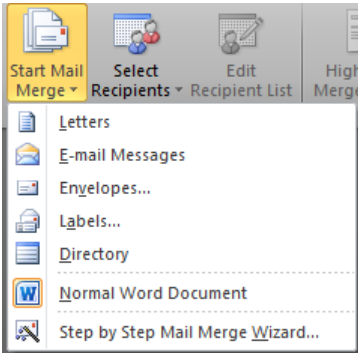 Start Mail Select Edit High
Merge Recipients Recipient List Merge
Letters
E-mail Messages
Envelopes...
Labels...
Directory
W Normal Word Document
Step by Step Mail Merge Wizard...